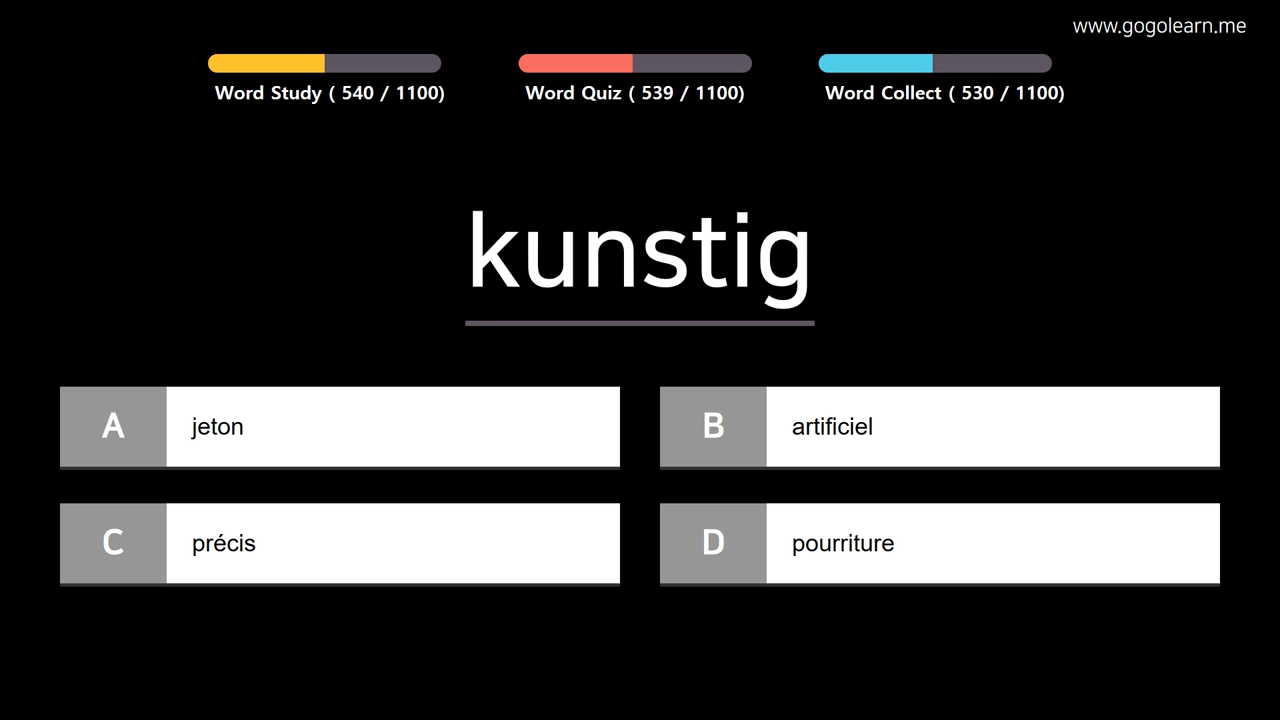 www.gogolearn.me
Word Study ( 540 / 1100)
Word Quiz ( 539 / 1100)
Word Collect ( 530 / 1100)
kunstig
A jeton
B artificiel
C précis
D pourriture